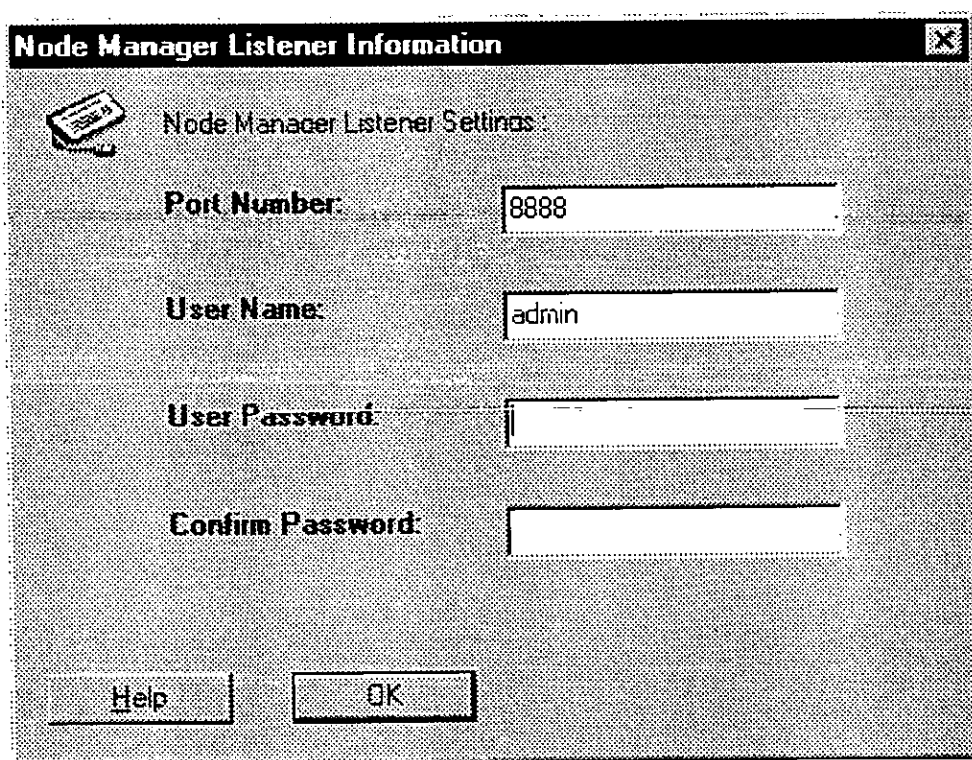 Node Manager Listener Information
Node Manager Listener Settings :
Port Number: 8888
User Name: admin
User Password:
Confirm Password:
Help OK